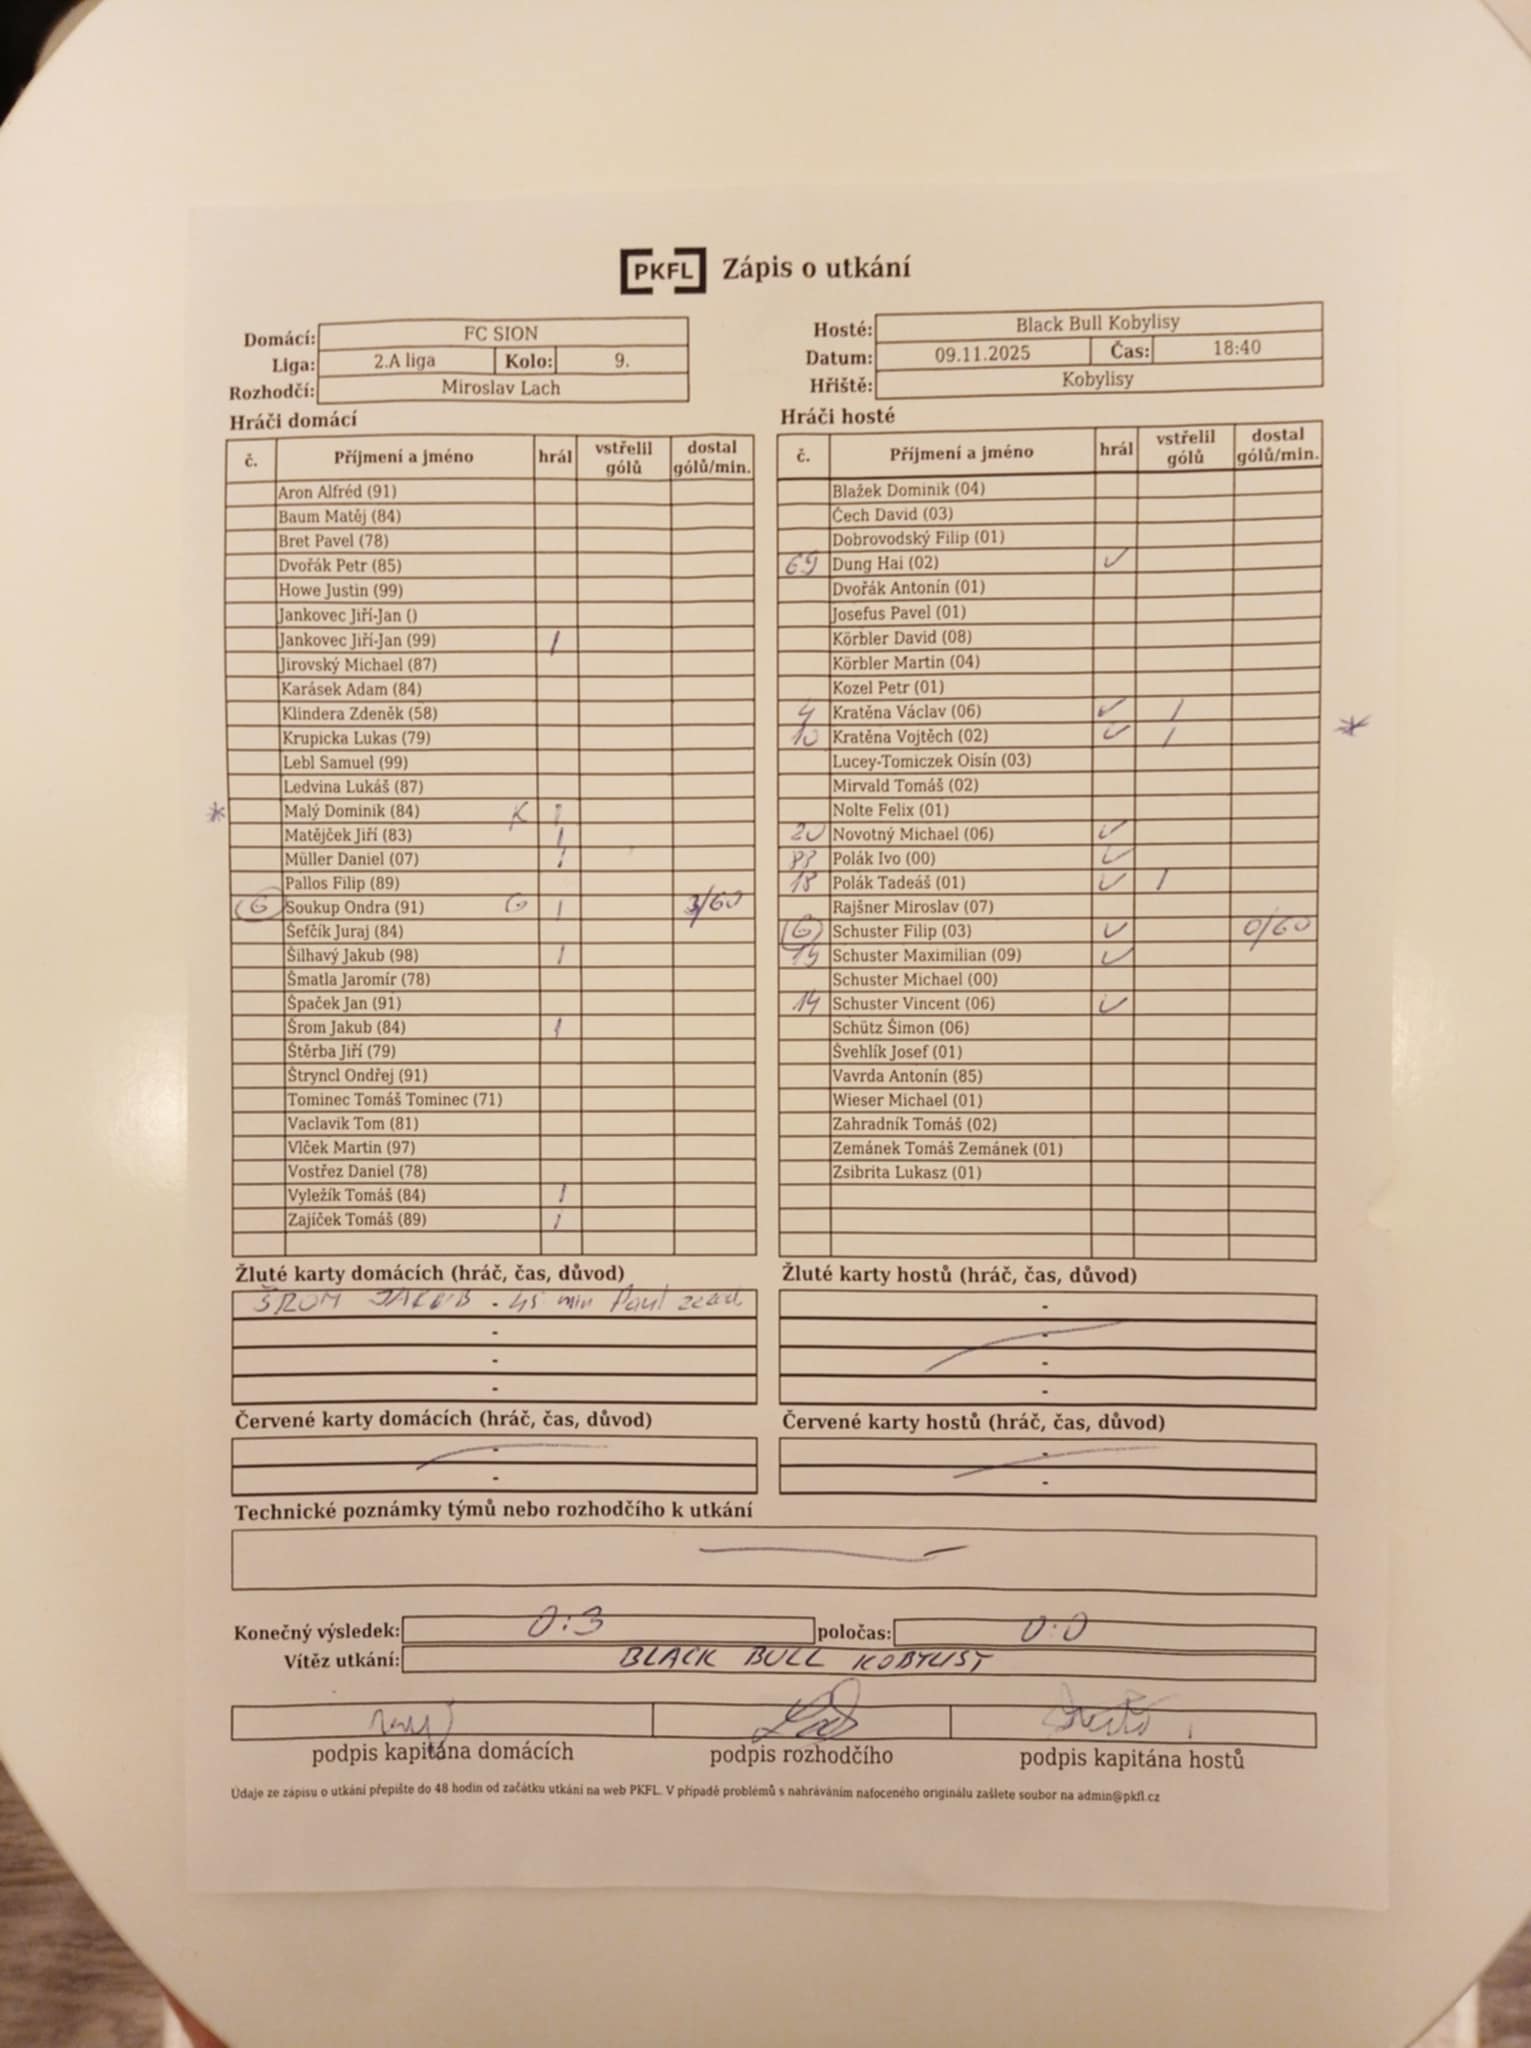 PKFL Zápis o utkání
Domácí: FC SION
Liga: 2.A liga Kolo: 9.
Rozhodčí: Miroslav Lach
Hosté: Black Bull Kobylisy
Datum: 09.11.2025 Čas: 18:40
Hřiště: Kobylisy
Hráči domácí
č. Příjmení a jméno hrál vstřelil gólů dostal gólů/min.
Aron Alfréd (91)
Baum Matěj (84)
Bret Pavel (78)
Dvořák Petr (85)
Howe Justin (99)
Jankovec Jiří-Jan ()
Jankovec Jiří-Jan (99) 1
Jirovský Michael (87)
Karásek Adam (84)
Klindera Zdeněk (58)
Krupicka Lukas (79)
Lebl Samuel (99)
Ledvina Lukáš (87)
* Malý Dominik (84) K 1
Matějček Jiří (83) 1
Müller Daniel (07) 1
Pallos Filip (89)
G Soukup Ondra (91) G 1 3/60
Šefčík Juraj (84)
Šilhavý Jakub (98) 1
Šmatla Jaromír (78)
Špaček Jan (91)
Šrom Jakub (84) 1
Štěrba Jiří (79)
Štryncl Ondřej (91)
Tominec Tomáš Tominec (71)
Vaclavik Tom (81)
Vlček Martin (97)
Vostřez Daniel (78)
Vyležík Tomáš (84) 1
Zajíček Tomáš (89) 1
Hráči hosté
č. Příjmení a jméno hrál vstřelil gólů dostal gólů/min.
Blažek Dominik (04)
Čech David (03)
Dobrovodský Filip (01)
69 Dung Hai (02) ✓
Dvořák Antonín (01)
Josefus Pavel (01)
Körbler David (08)
Körbler Martin (04)
Kozel Petr (01)
4 Kratěna Václav (06) ✓ 1
10 Kratěna Vojtěch (02) ✓ 1 *
Lucey-Tomiczek Oisín (03)
Mirvald Tomáš (02)
Nolte Felix (01)
20 Novotný Michael (06) ✓
83 Polák Ivo (00) ✓
18 Polák Tadeáš (01) ✓ 1
Rajšner Miroslav (07)
G Schuster Filip (03) ✓ 0/60
Schuster Maximilian (09) ✓
Schuster Michael (00)
14 Schuster Vincent (06) ✓
Schütz Šimon (06)
Švehlík Josef (01)
Vavrda Antonín (85)
Wieser Michael (01)
Zahradník Tomáš (02)
Zemánek Tomáš Zemánek (01)
Zsibrita Lukasz (01)
Žluté karty domácích (hráč, čas, důvod)
ŠROM JAKUB - 45 min
-
-
-
Žluté karty hostů (hráč, čas, důvod)
-
-
-
-
Červené karty domácích (hráč, čas, důvod)
-
-
Červené karty hostů (hráč, čas, důvod)
-
-
Technické poznámky týmů nebo rozhodčího k utkání
Konečný výsledek: 0:3 poločas: 0:0
Vítěz utkání: BLACK BULL KOBYLISY
podpis kapitána domácích podpis rozhodčího podpis kapitána hostů
Údaje ze zápisu o utkání přepište do 48 hodin od začátku utkání na web PKFL. V případě problémů s nahráváním nafoceného originálu zašlete soubor na admin@pkfl.cz